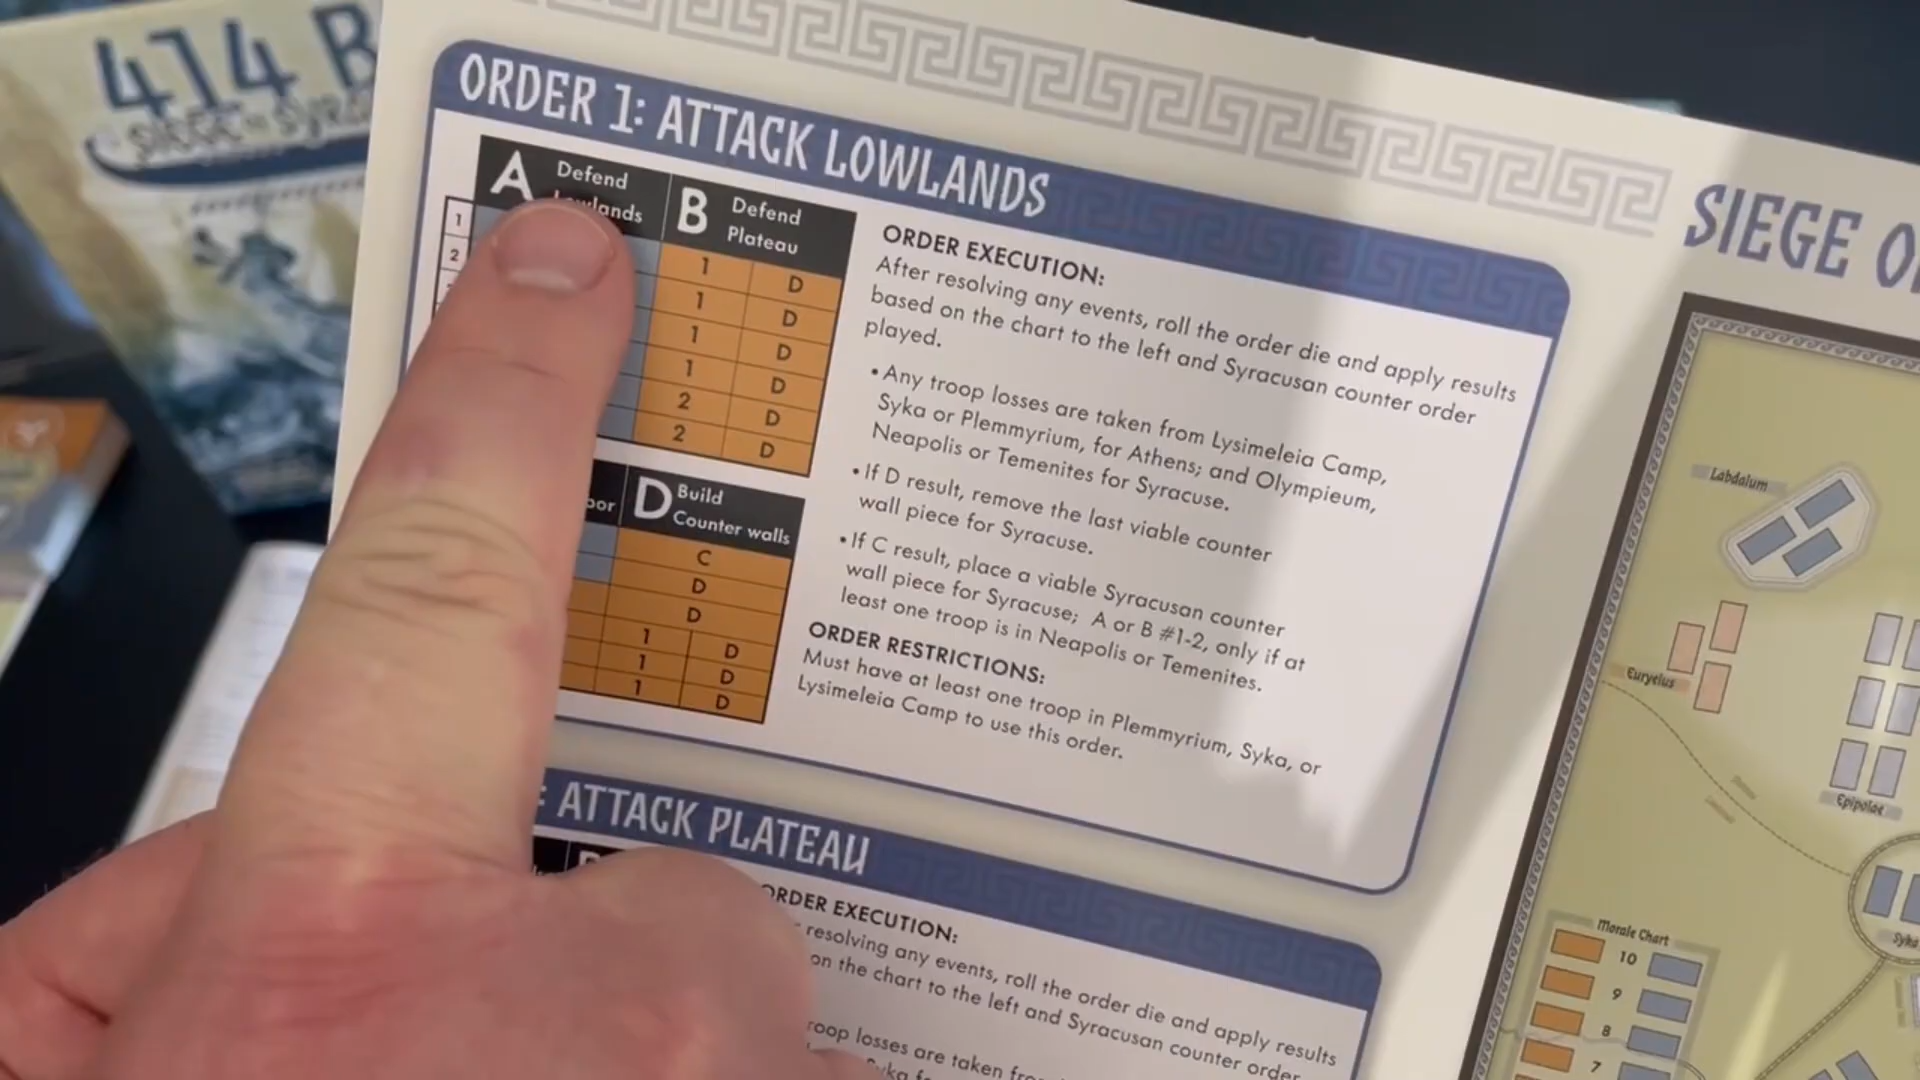 414 B
SIEGE
ORDER 1: ATTACK LOWLANDS
A Defend
B Defend
Plateau
1
2
1 D
1 D
1 D
1 D
2 D
2 D
D Build
Counter walls
C
D
D
1 D
1 D
1 D
ORDER EXECUTION:
After resolving any events, roll the order die and apply results
based on the chart to the left and Syracusan counter order
played.
• Any troop losses are taken from Lysimeleia Camp,
Syka or Plemmyrium, for Athens; and Olympieum,
Neapolis or Temenites for Syracuse.
• If D result, remove the last viable counter
wall piece for Syracuse.
• If C result, place a viable Syracusan counter
wall piece for Syracuse; A or B #1-2, only if at
least one troop is in Neapolis or Temenites.
ORDER RESTRICTIONS:
Must have at least one troop in Plemmyrium, Syka, or
Lysimeleia Camp to use this order.
: ATTACK PLATEAU
ORDER EXECUTION:
resolving any events, roll the order die and apply results
on the chart to the left and Syracusan counter order
troop losses are taken
SIEGE O
Labdalum
Euryelus
Epipolae
Syka
Morale Chart
10
9
8
7